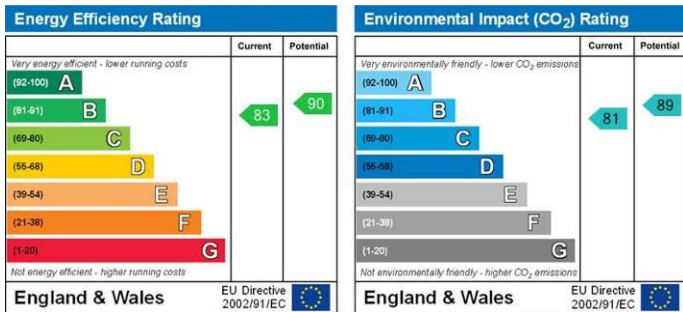 Energy Efficiency Rating
Current Potential
Very energy efficient - lower running costs
(92-100) A
(81-91) B
(69-80) C
(55-68) D
(39-54) E
(21-38) F
(1-20) G
83
90
Not energy efficient - higher running costs
England & Wales
EU Directive
2002/91/EC
Environmental Impact (CO₂) Rating
Current Potential
Very environmentally friendly - lower CO₂ emissions
(92-100) A
(81-91) B
(69-80) C
(55-68) D
(39-54) E
(21-38) F
(1-20) G
81
89
Not environmentally friendly - higher CO₂ emissions
England & Wales
EU Directive
2002/91/EC